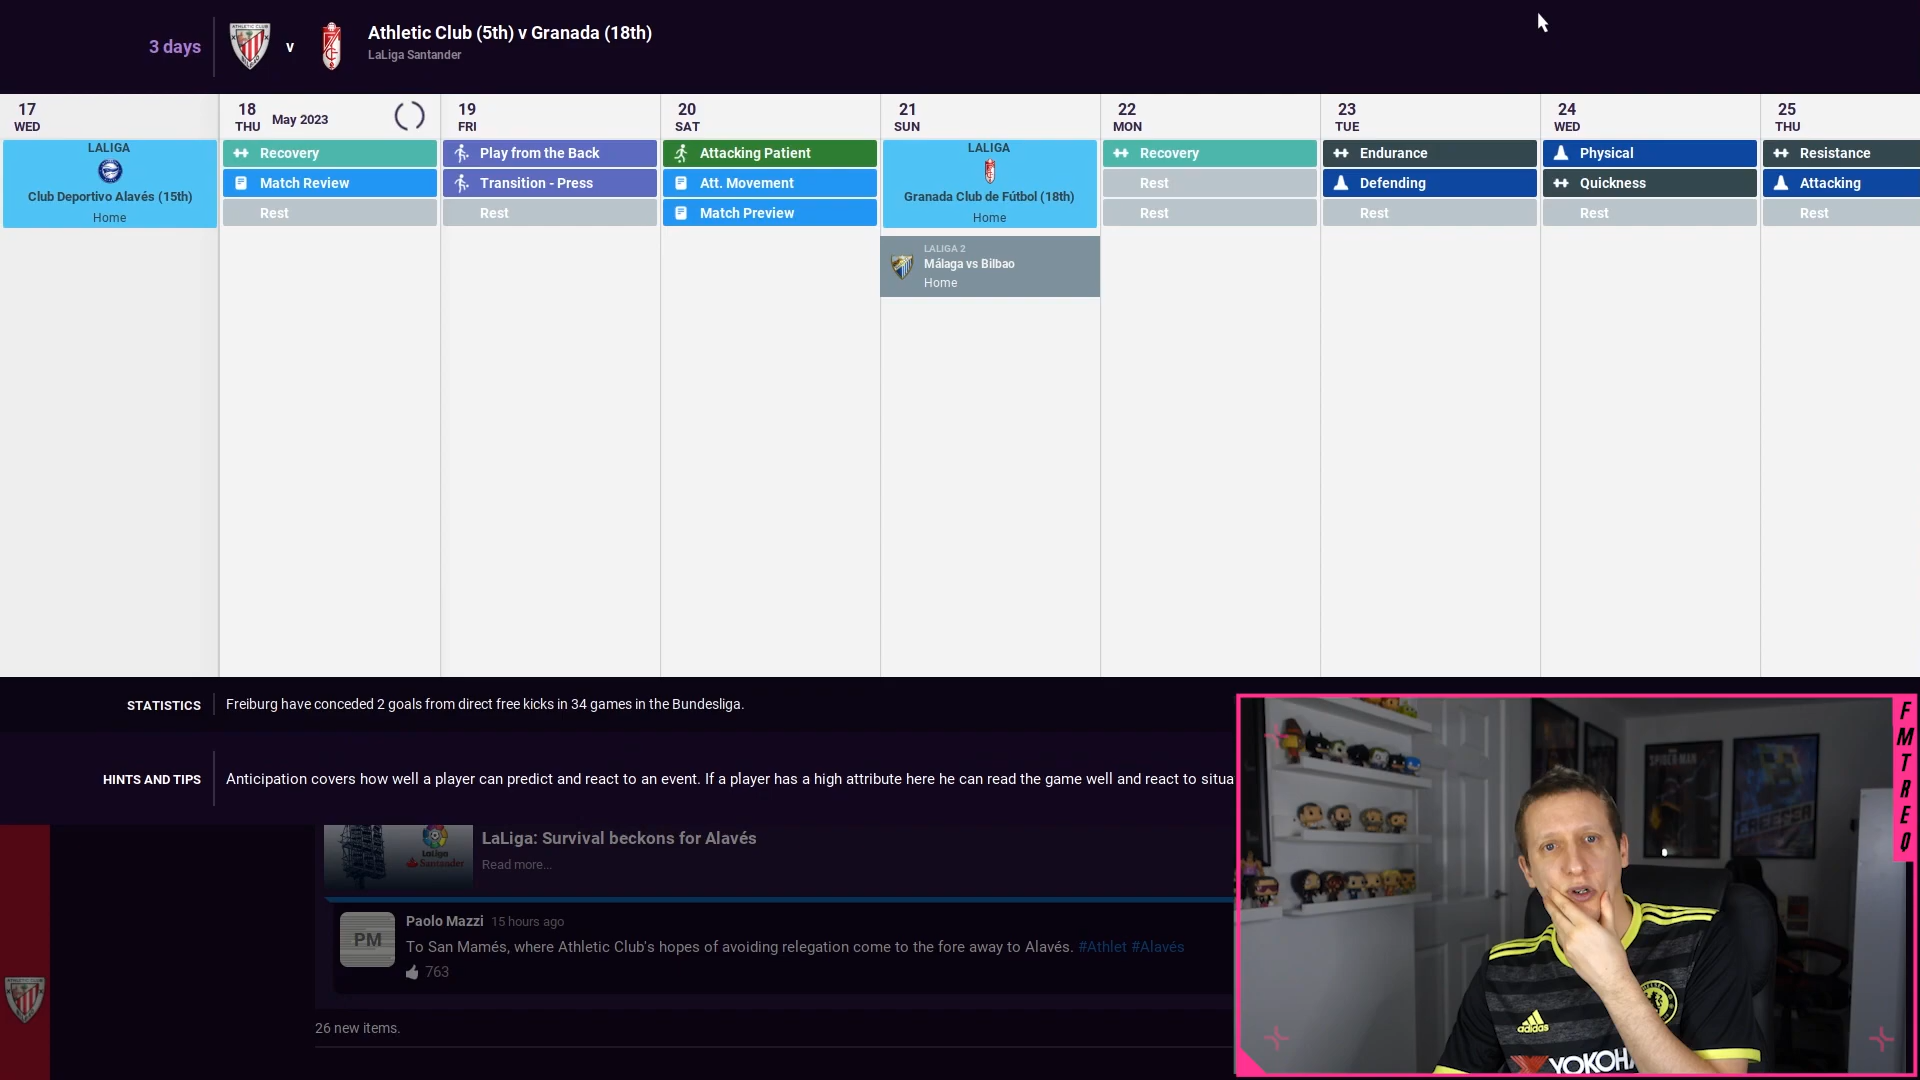 3 days
v
Athletic Club (5th) v Granada (18th)
LaLiga Santander
17
WED
18
THU May 2023
19
FRI
20
SAT
21
SUN
22
MON
23
TUE
24
WED
25
THU
LALIGA
Club Deportivo Alavés (15th)
Home
Recovery
Match Review
Rest
Play from the Back
Transition - Press
Rest
Attacking Patient
Att. Movement
Match Preview
LALIGA
Granada Club de Fútbol (18th)
Home
LALIGA 2
Málaga vs Bilbao
Home
Recovery
Rest
Rest
Endurance
Defending
Rest
Physical
Quickness
Rest
Resistance
Attacking
Rest
STATISTICS
Freiburg have conceded 2 goals from direct free kicks in 34 games in the Bundesliga.
HINTS AND TIPS
Anticipation covers how well a player can predict and react to an event. If a player has a high attribute here he can read the game well and react to situa
LaLiga
Santander
LaLiga: Survival beckons for Alavés
Read more...
PM
Paolo Mazzi 15 hours ago
To San Mamés, where Athletic Club's hopes of avoiding relegation come to the fore away to Alavés. #Athlet #Alavés
763
26 new items.
FMTREQ
SPIDER-MAN
CREEPER
adidas
YOKOHA